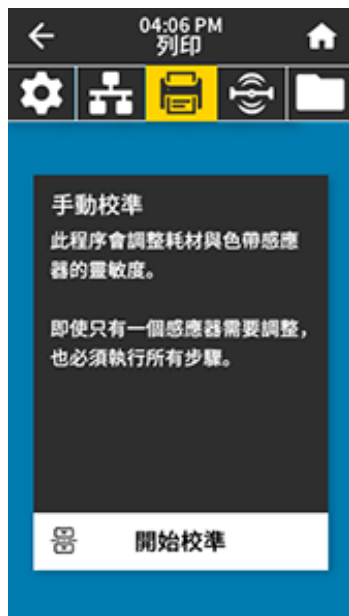 04:06 PM
列印
手動校準
此程序會調整耗材與色帶感應
器的靈敏度。
即使只有一個感應器需要調整，
也必須執行所有步驟。
開始校準